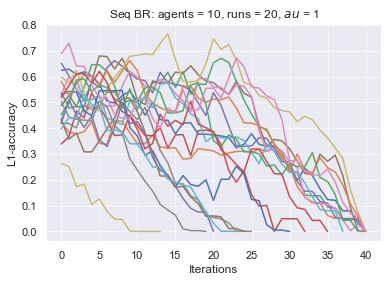 Seq BR: agents = 10, runs = 20, au = 1
L1-accuracy
0.8
0.7
0.6
0.5
0.4
0.3
0.2
0.1
0.0
0 5 10 15 20 25 30 35 40
Iterations